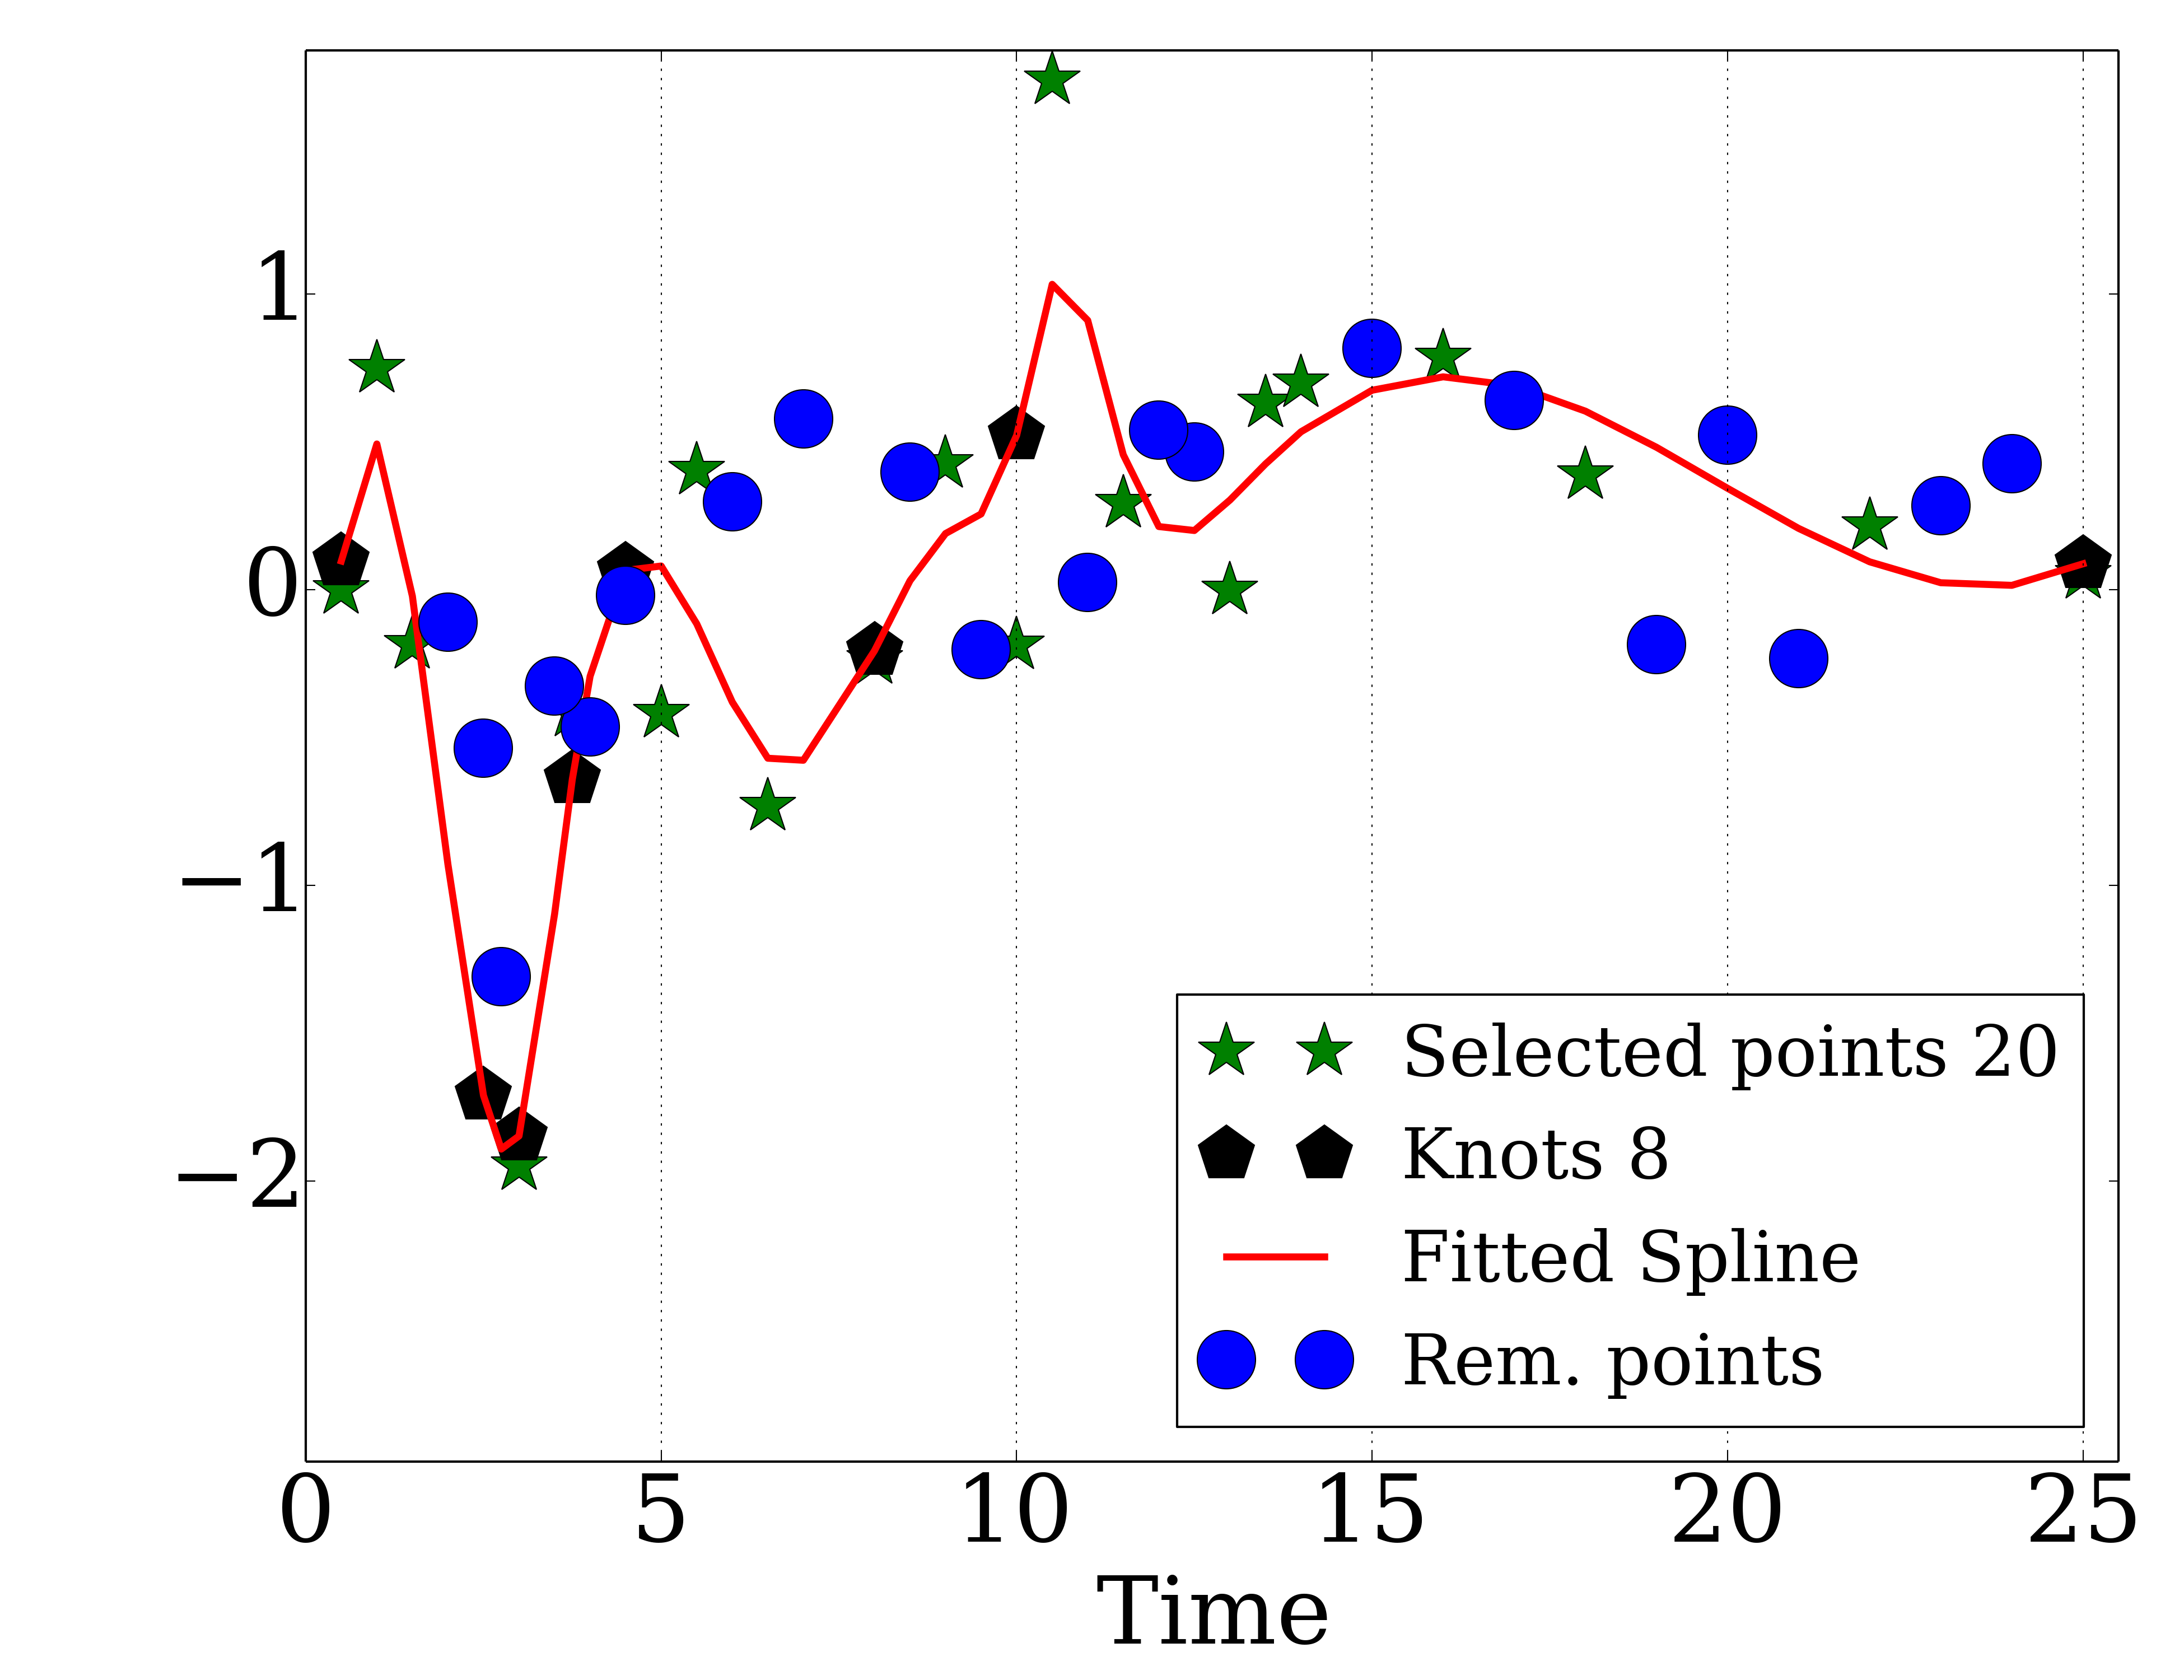 1
0
−1
−2
Selected points 20
Knots 8
Fitted Spline
Rem. points
0 5 10 15 20 25
Time